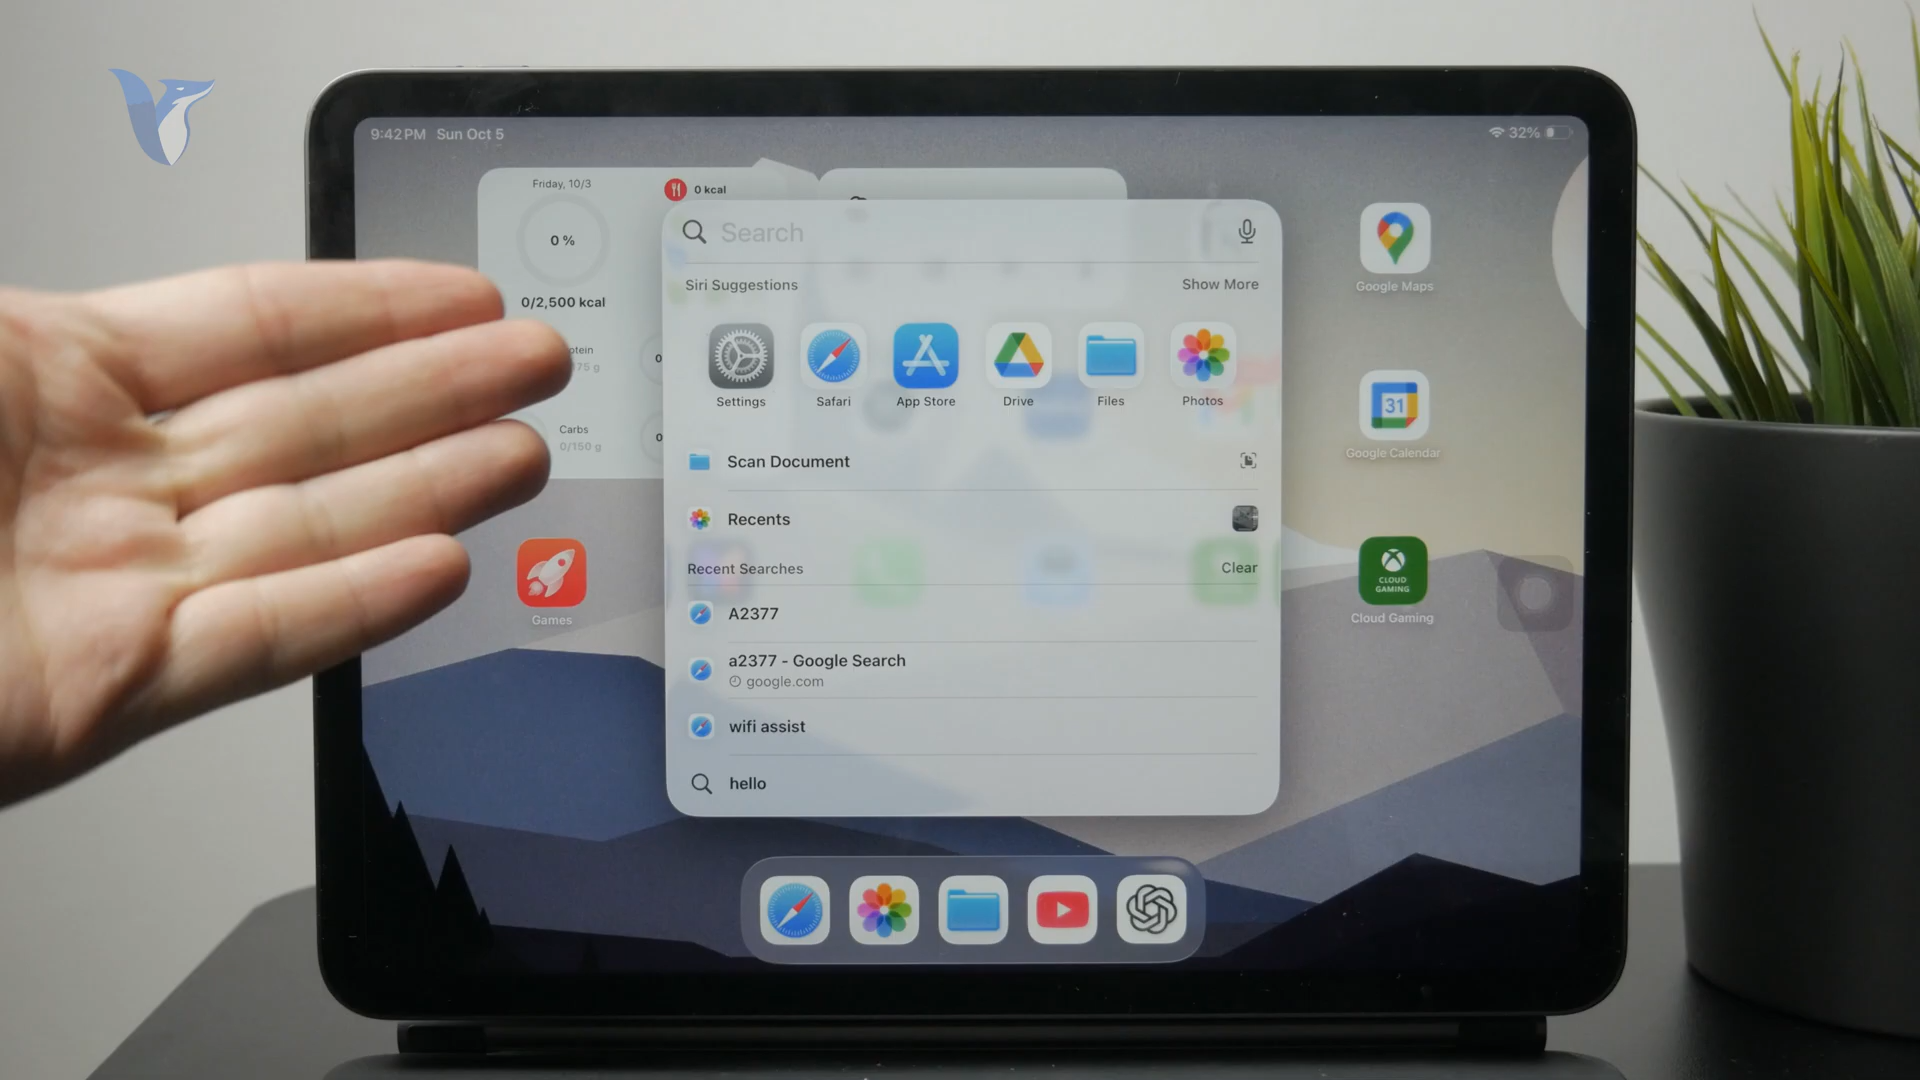 9:42 PM Sun Oct 5
32%
Friday, 10/3
0 kcal
0 %
0/2,500 kcal
Carbs
0/150 g
0
0
Search
Siri Suggestions
Show More
Settings
Safari
App Store
Drive
Files
Photos
Scan Document
Recents
Recent Searches
Clear
A2377
a2377 - Google Search
google.com
wifi assist
hello
Games
Google Maps
31
Google Calendar
CLOUD
GAMING
Cloud Gaming